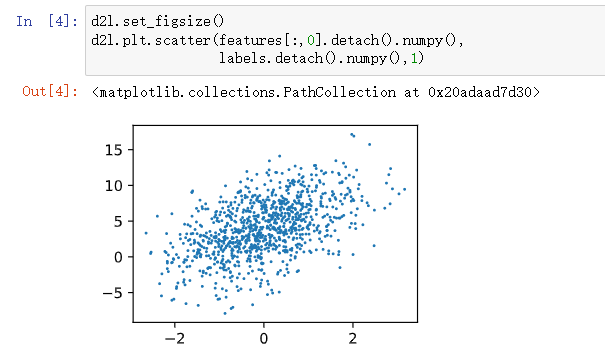 In [4]: d2l.set_figsize()
d2l.plt.scatter(features[:,0].detach().numpy(),
labels.detach().numpy(),1)
Out[4]: <matplotlib.collections.PathCollection at 0x20adaad7d30>
15
10
5
0
−5
−2 0 2